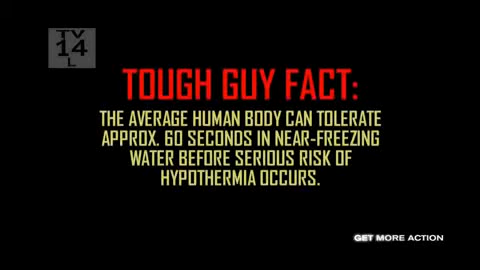 TV
14
L
TOUGH GUY FACT:
THE AVERAGE HUMAN BODY CAN TOLERATE
APPROX. 60 SECONDS IN NEAR-FREEZING
WATER BEFORE SERIOUS RISK OF
HYPOTHERMIA OCCURS.
GET MORE ACTION